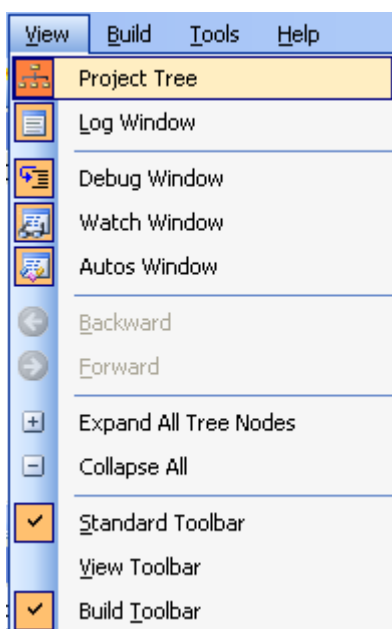 View Build Tools Help
Project Tree
Log Window
Debug Window
Watch Window
Autos Window
Backward
Forward
Expand All Tree Nodes
Collapse All
Standard Toolbar
View Toolbar
Build Toolbar